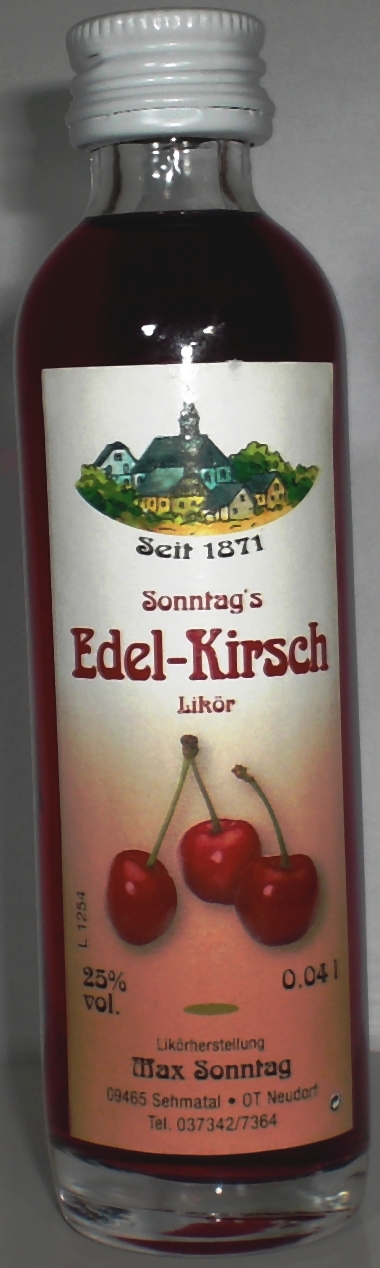 Seit 1871
Sonntag's
Edel-Kirsch
Likör
L 1254
25%
vol.
0.04 l
Likörherstellung
Max Sonntag
09465 Sehmatal • OT Neudorf
Tel. 037342/7364